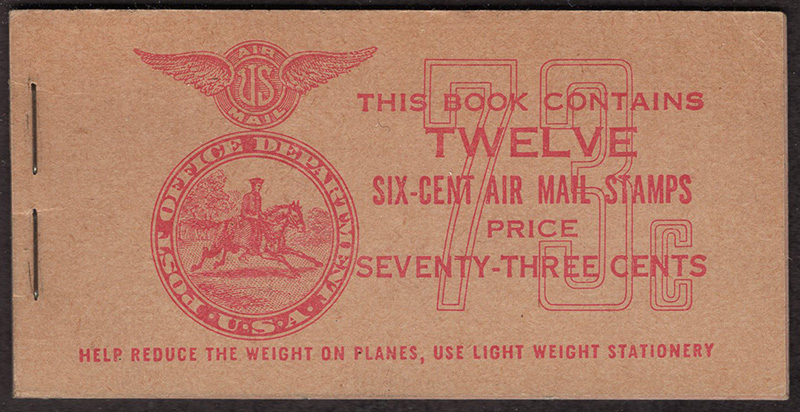 AIR
US
MAIL
POST OFFICE DEPARTMENT
U.S.A.
73c
THIS BOOK CONTAINS
TWELVE
SIX-CENT AIR MAIL STAMPS
PRICE
SEVENTY-THREE CENTS
HELP REDUCE THE WEIGHT ON PLANES, USE LIGHT WEIGHT STATIONERY